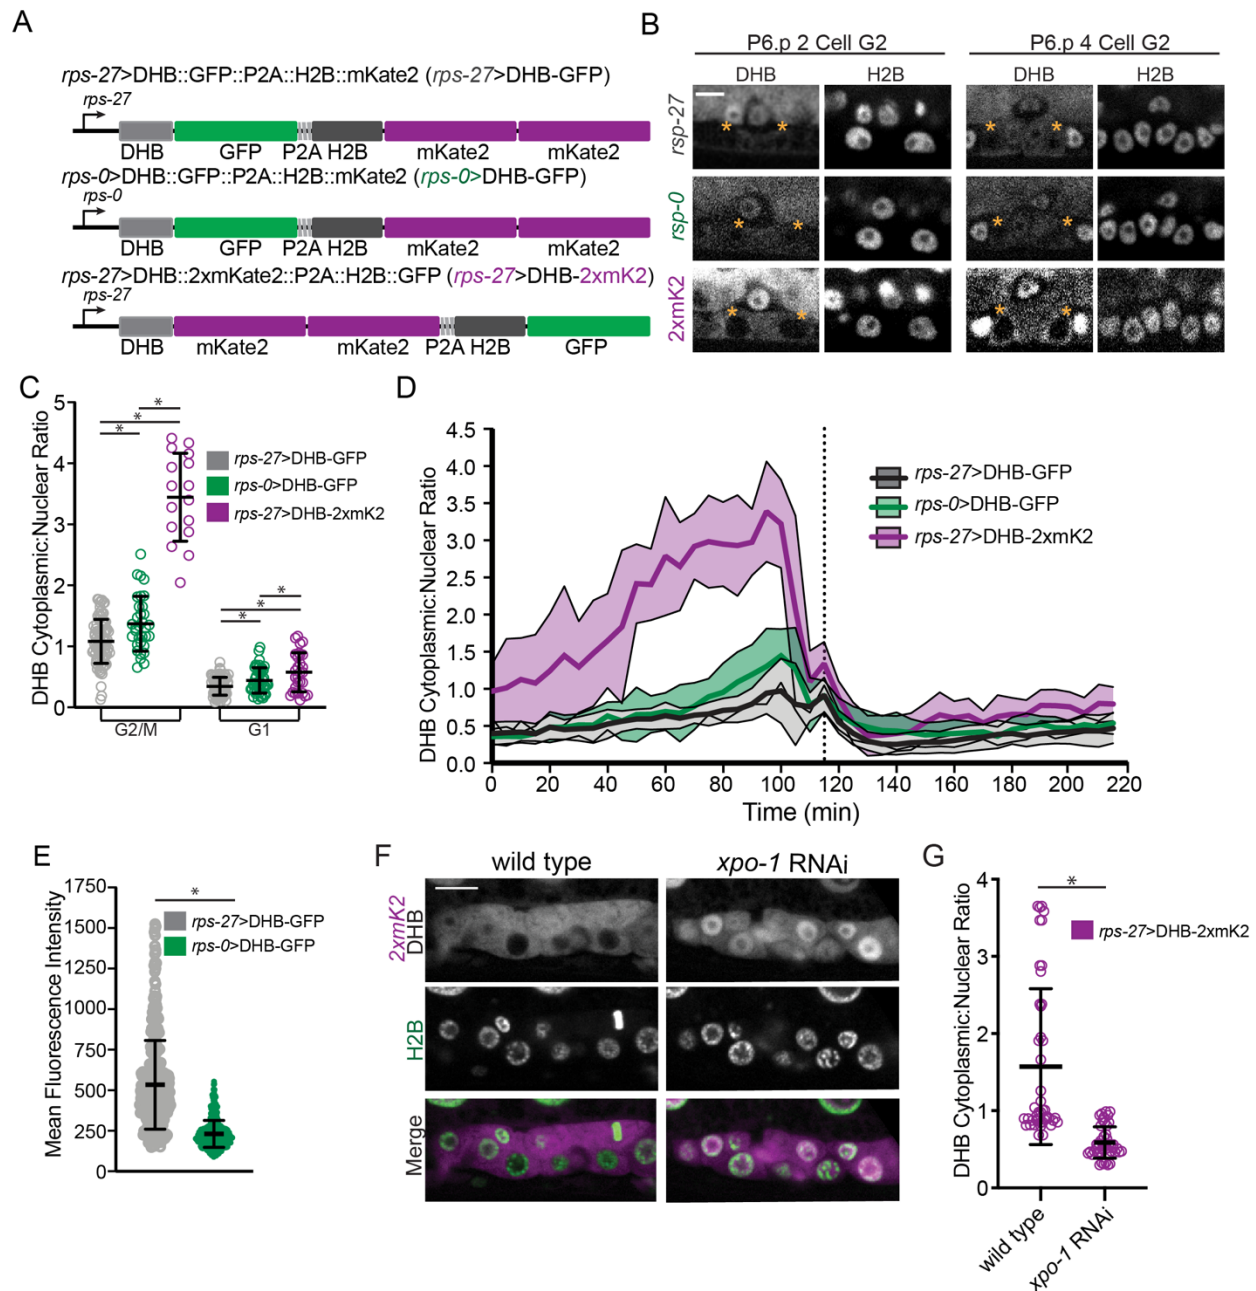 A
rps-27>DHB::GFP::P2A::H2B::mKate2 (rps-27>DHB-GFP)
rps-27
DHB GFP P2A H2B mKate2 mKate2
rps-0>DHB::GFP::P2A::H2B::mKate2 (rps-0>DHB-GFP)
rps-0
DHB GFP P2A H2B mKate2 mKate2
rps-27>DHB::2xmKate2::P2A::H2B::GFP (rps-27>DHB-2xmK2)
rps-27
DHB mKate2 mKate2 P2A H2B GFP
B
P6.p 2 Cell G2 P6.p 4 Cell G2
DHB H2B DHB H2B
rsp-27
* * * *
rsp-0
* * * *
2xmK2
* * * *
C
DHB Cytoplasmic:Nuclear Ratio
5
4
3
2
1
0
* * *
* * *
G2/M G1
rps-27>DHB-GFP
rps-0>DHB-GFP
rps-27>DHB-2xmK2
D
DHB Cytoplasmic:Nuclear Ratio
4.5
4.0
3.5
3.0
2.5
2.0
1.5
1.0
0.5
0.0
0 20 40 60 80 100 120 140 160 180 200 220
Time (min)
rps-27>DHB-GFP
rps-0>DHB-GFP
rps-27>DHB-2xmK2
E
Mean Fluorescence Intensity
1750
1500
1250
1000
750
500
250
0
*
rps-27>DHB-GFP
rps-0>DHB-GFP
F
wild type xpo-1 RNAi
2xmK2
DHB
H2B
Merge
G
DHB Cytoplasmic:Nuclear Ratio
4
3
2
1
0
*
rps-27>DHB-2xmK2
wild type
xpo-1 RNAi